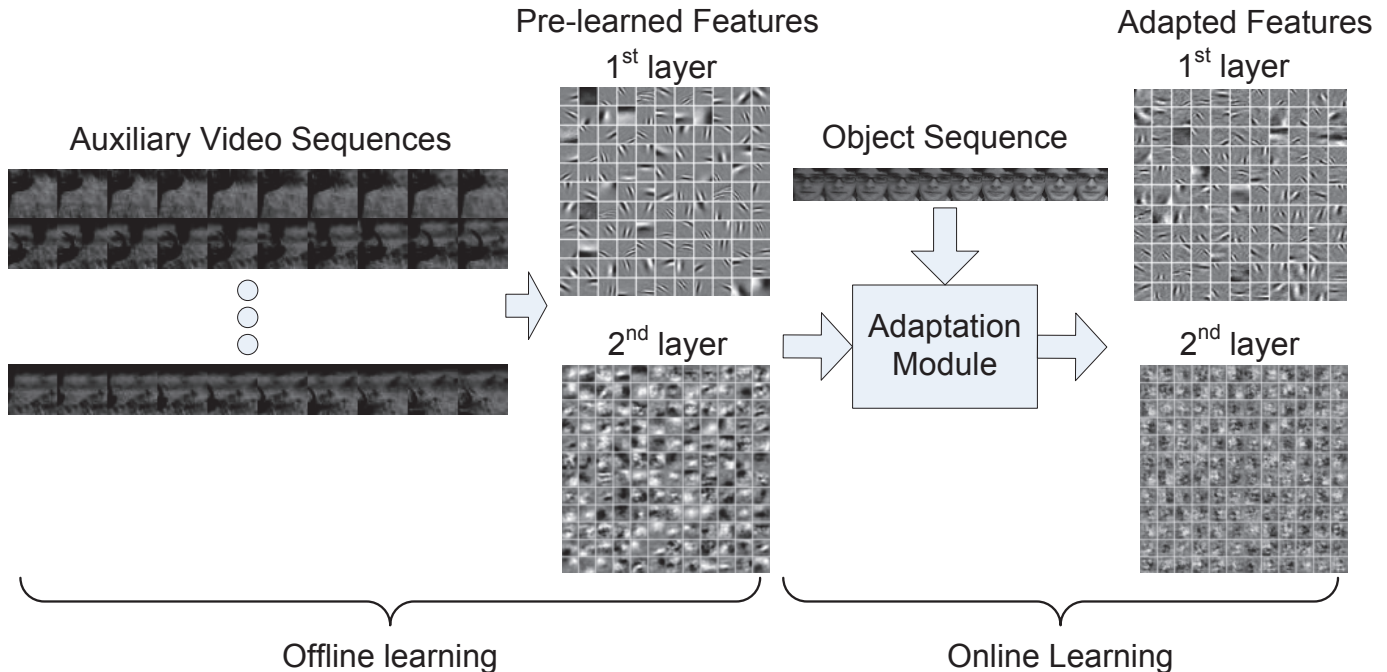 Pre-learned Features
1st layer
Auxiliary Video Sequences
2nd layer
Offline learning
Object Sequence
Adaptation
Module
Adapted Features
1st layer
2nd layer
Online Learning